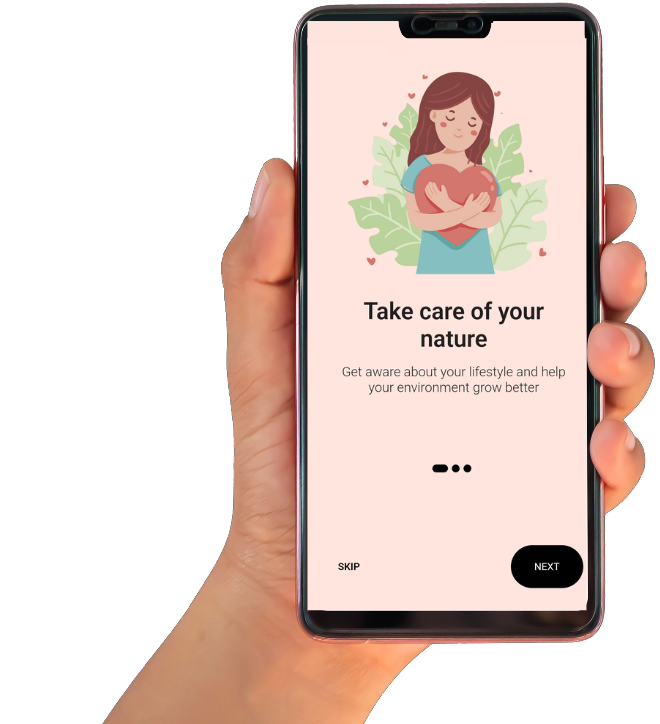 Take care of your
nature
Get aware about your lifestyle and help
your environment grow better
SKIP
NEXT